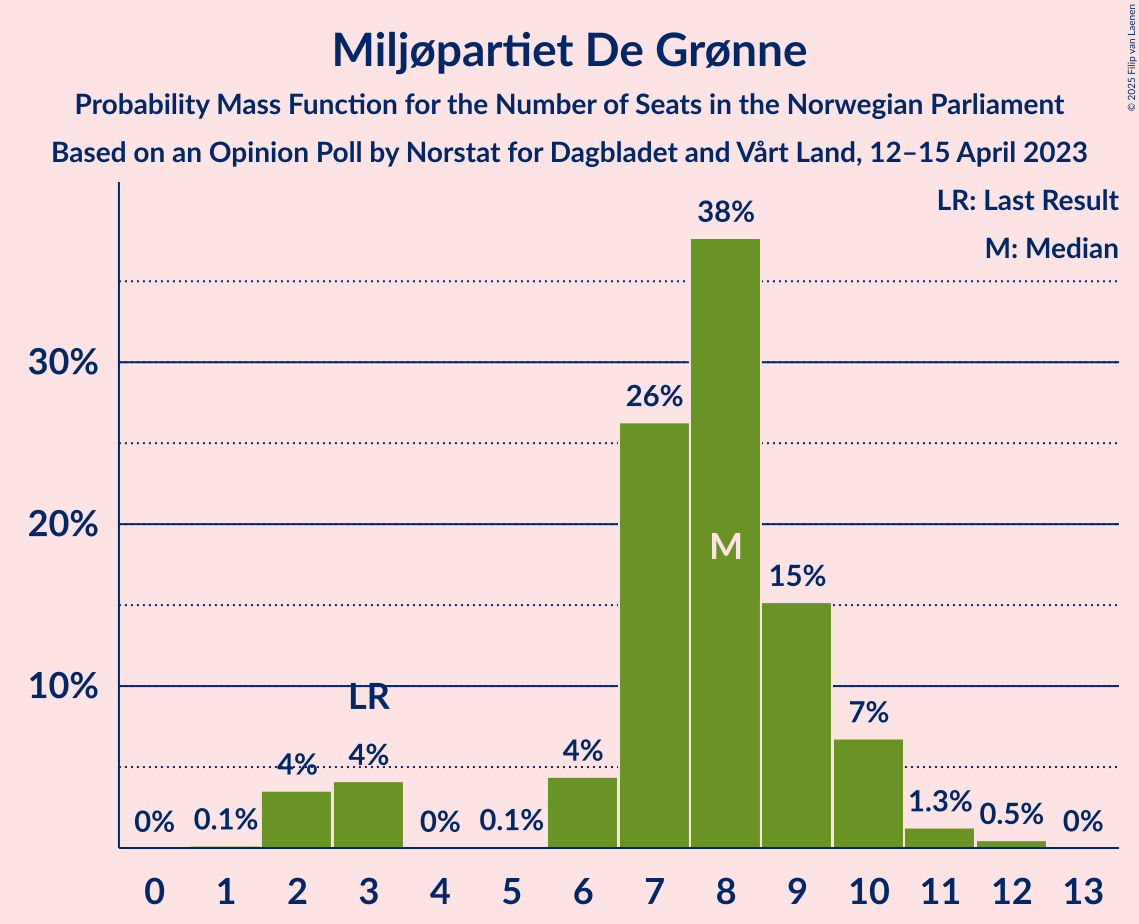 Miljøpartiet De Grønne
Probability Mass Function for the Number of Seats in the Norwegian Parliament
Based on an Opinion Poll by Norstat for Dagbladet and Vårt Land, 12–15 April 2023
© 2025 Filip van Laenen
LR: Last Result
M: Median
38%
30%
26%
20%
M
15%
10%
LR
7%
4%
4%
4%
0%
0.1%
0%
0.1%
1.3%
0.5%
0%
0 1 2 3 4 5 6 7 8 9 10 11 12 13